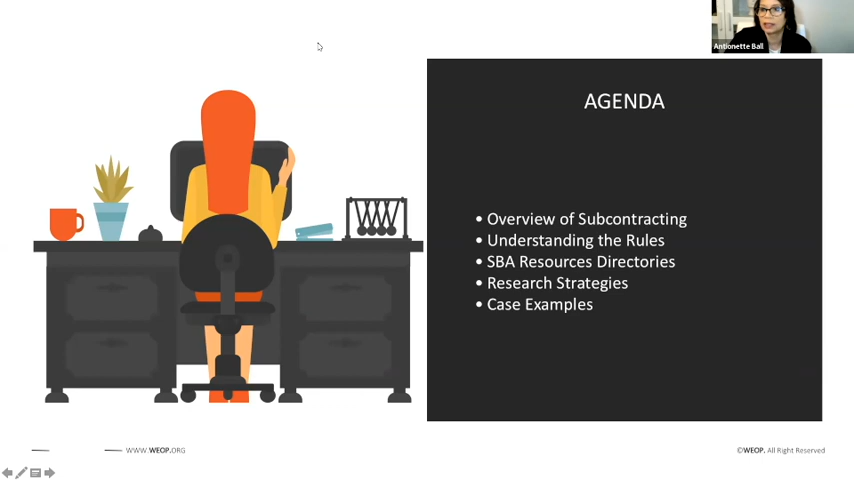 Antionette Ball
AGENDA
• Overview of Subcontracting
• Understanding the Rules
• SBA Resources Directories
• Research Strategies
• Case Examples
WWW.WEOP.ORG
©WEOP. All Right Reserved